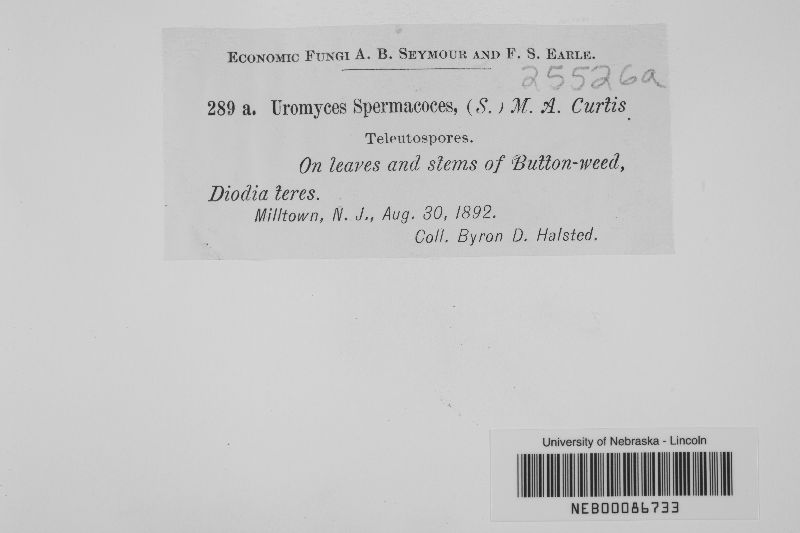 Economic Fungi A. B. Seymour and F. S. Earle.
25526a
289 a. Uromyces Spermacoces, (S.) M. A. Curtis.
Teleutospores.
On leaves and stems of Button-weed,
Diodia teres.
Milltown, N. J., Aug. 30, 1892.
Coll. Byron D. Halsted.
University of Nebraska - Lincoln
NEB00086733